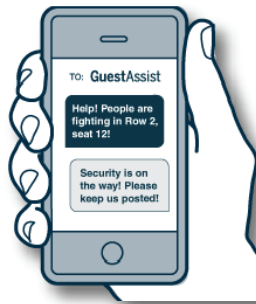 TO: GuestAssist
Help! People are
fighting in Row 2,
seat 12!
Security is on
the way! Please
keep us posted!